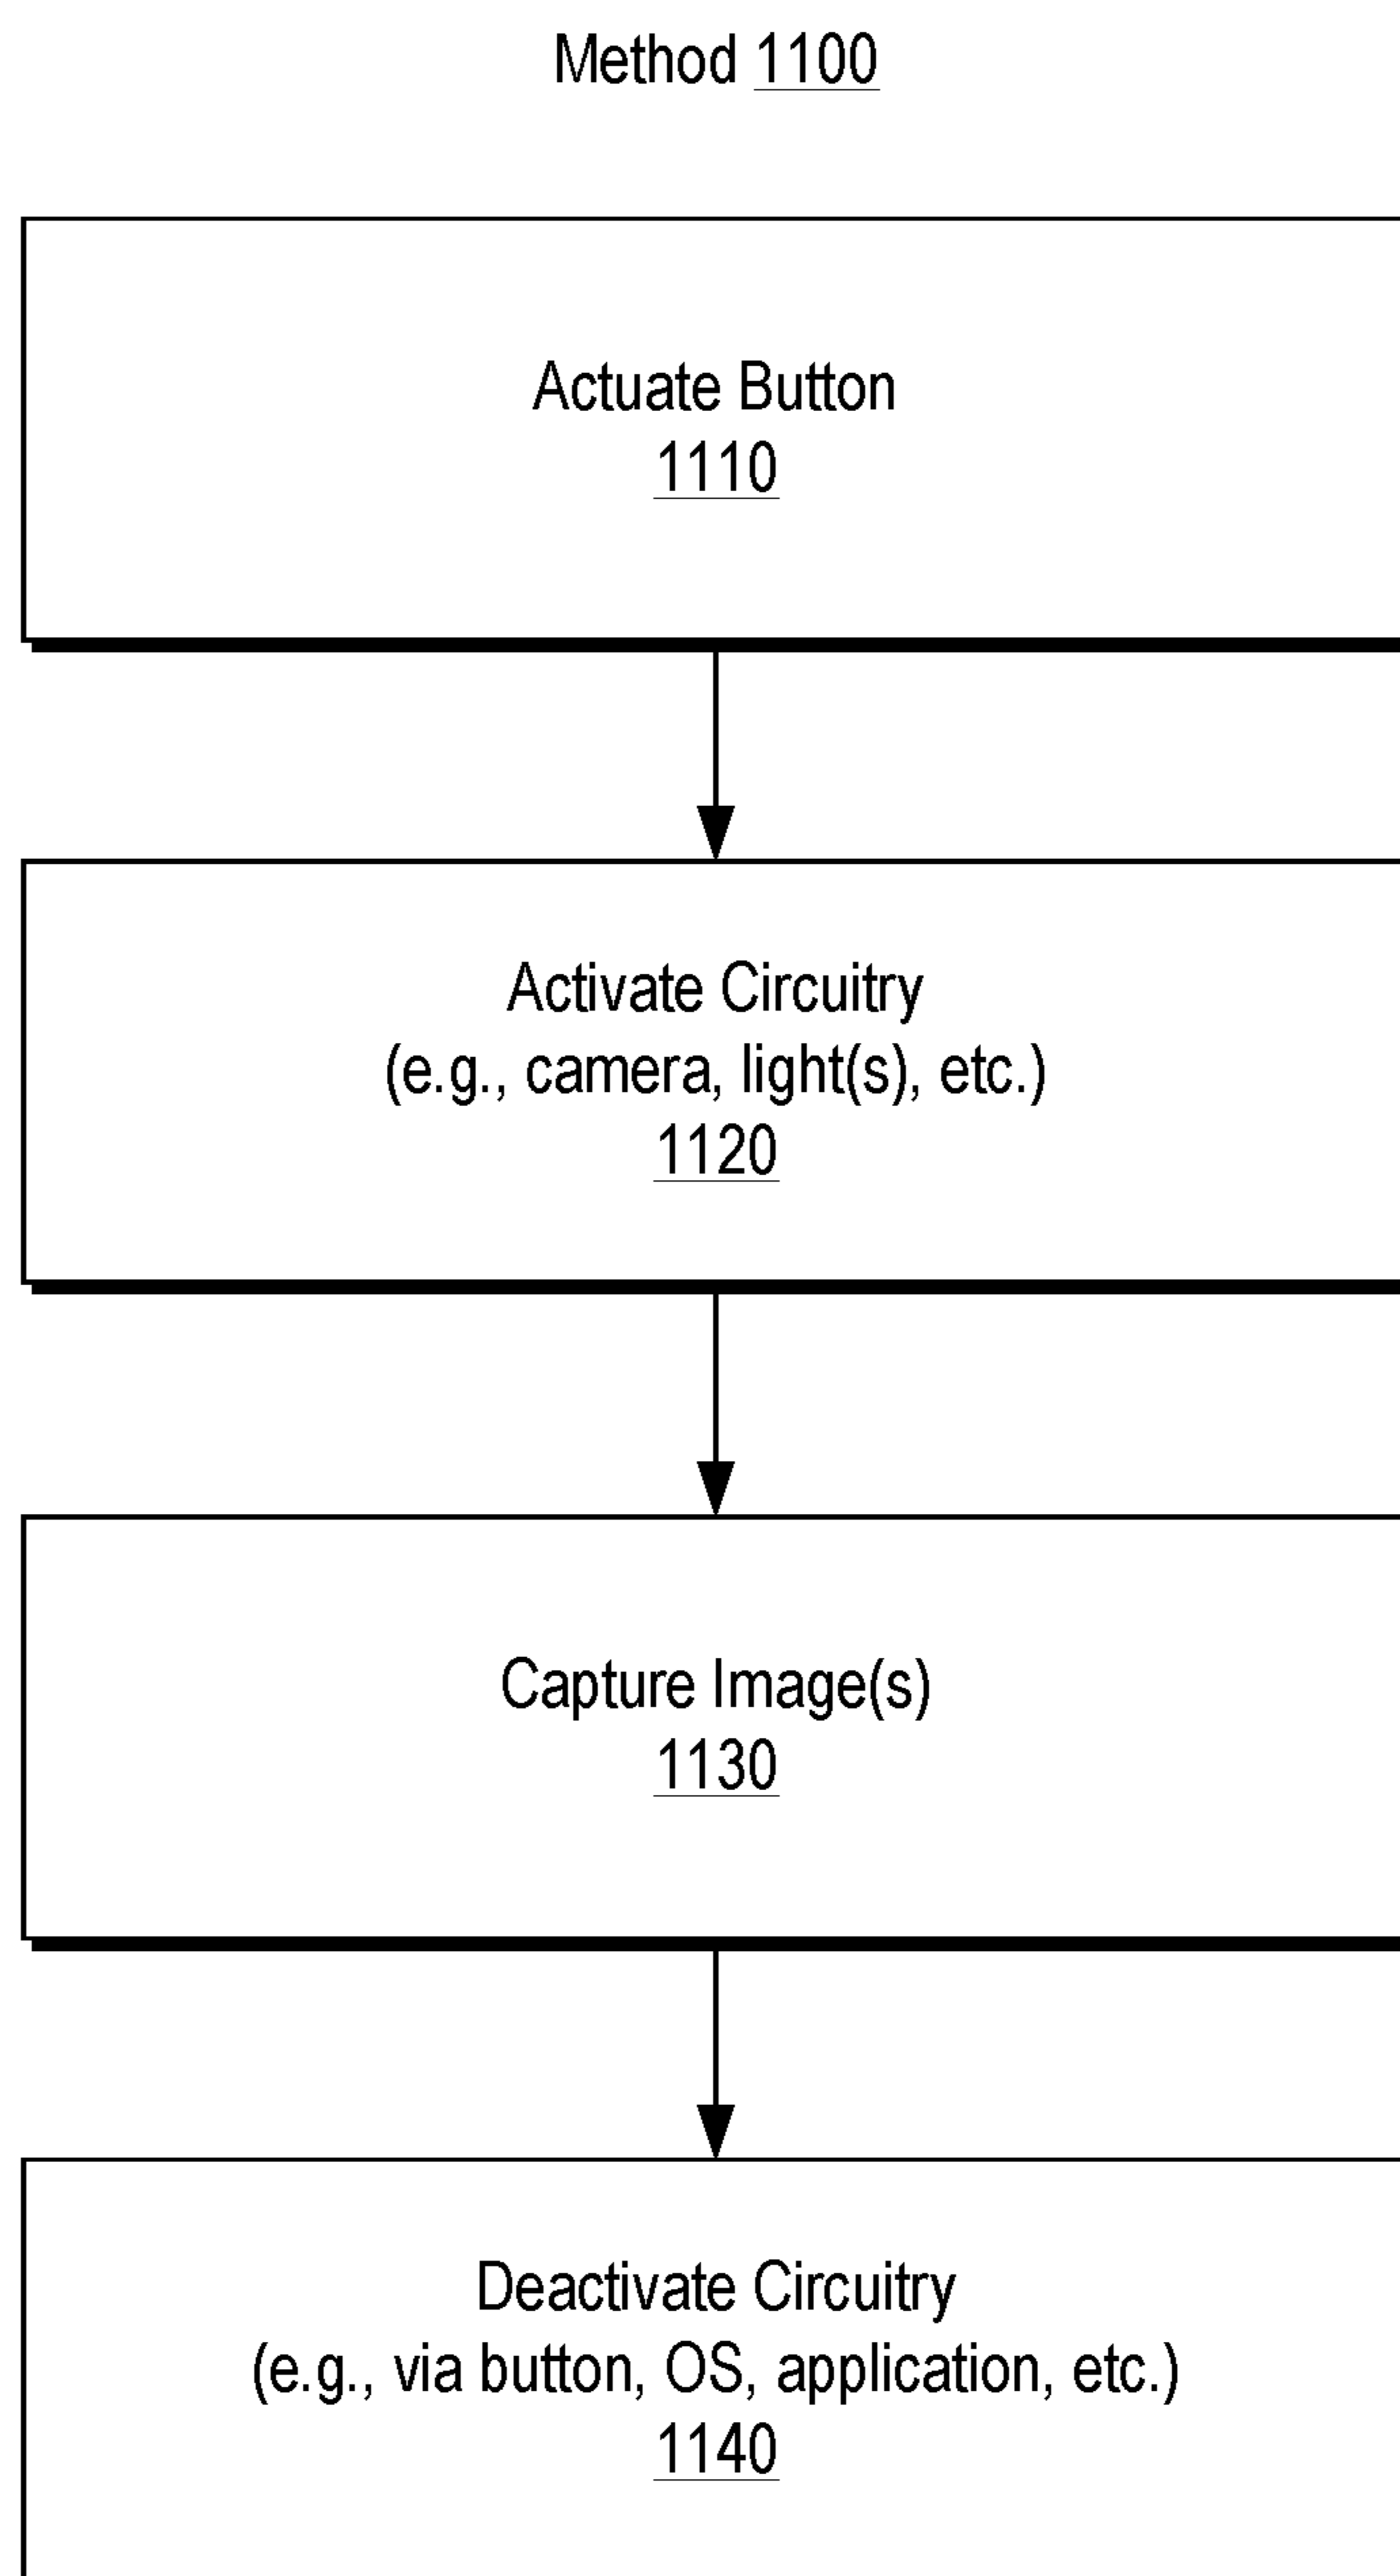 Method 1100
Actuate Button
1110
Activate Circuitry
(e.g., camera, light(s), etc.)
1120
Capture Image(s)
1130
Deactivate Circuitry
(e.g., via button, OS, application, etc.)
1140